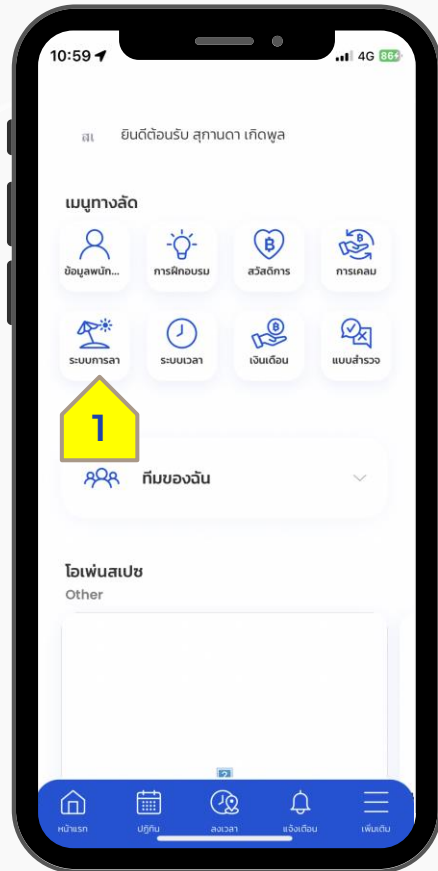 10:59 4G 86
สเ ยินดีต้อนรับ สุกานดา เกิดพูล
เมนูทางลัด
ข้อมูลพนัก... การฝึกอบรม สวัสดิการ การเคลม
ระบบการลา ระบบเวลา เงินเดือน แบบสำรวจ
1
ทีมของฉัน
โอเพ่นสเปซ
Other
หน้าแรก ปฎิทิน ลงเวลา แจ้งเตือน เพิ่มเติม